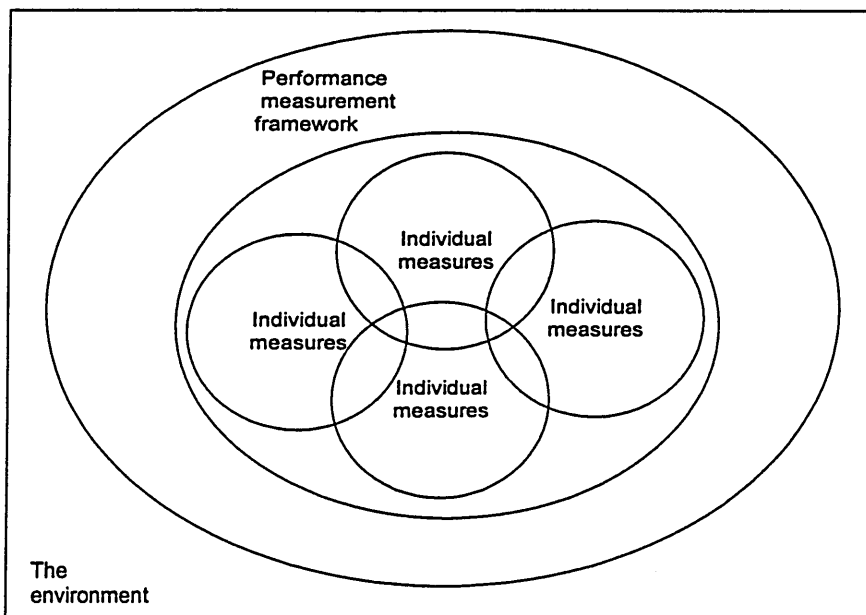 Performance
measurement
framework
Individual
measures
Individual
measures
Individual
measures
Individual
measures
The
environment